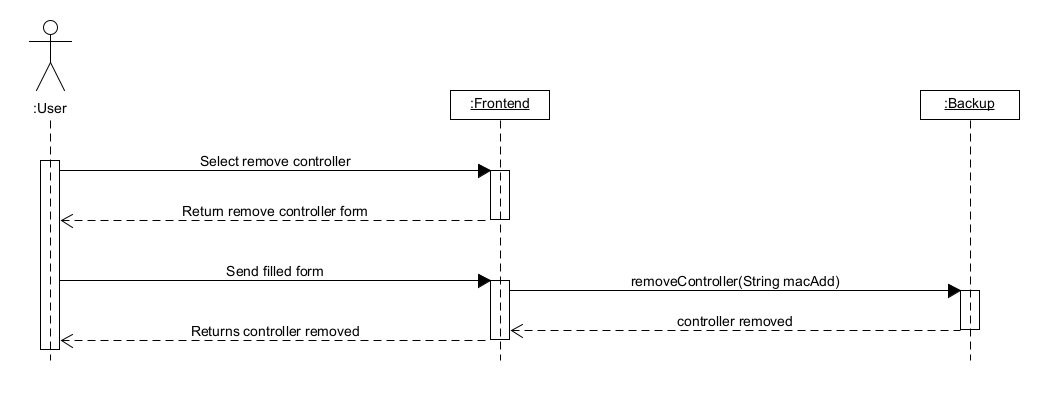 :User
:Frontend
:Backup
Select remove controller
Return remove controller form
Send filled form
removeController(String macAdd)
controller removed
Returns controller removed